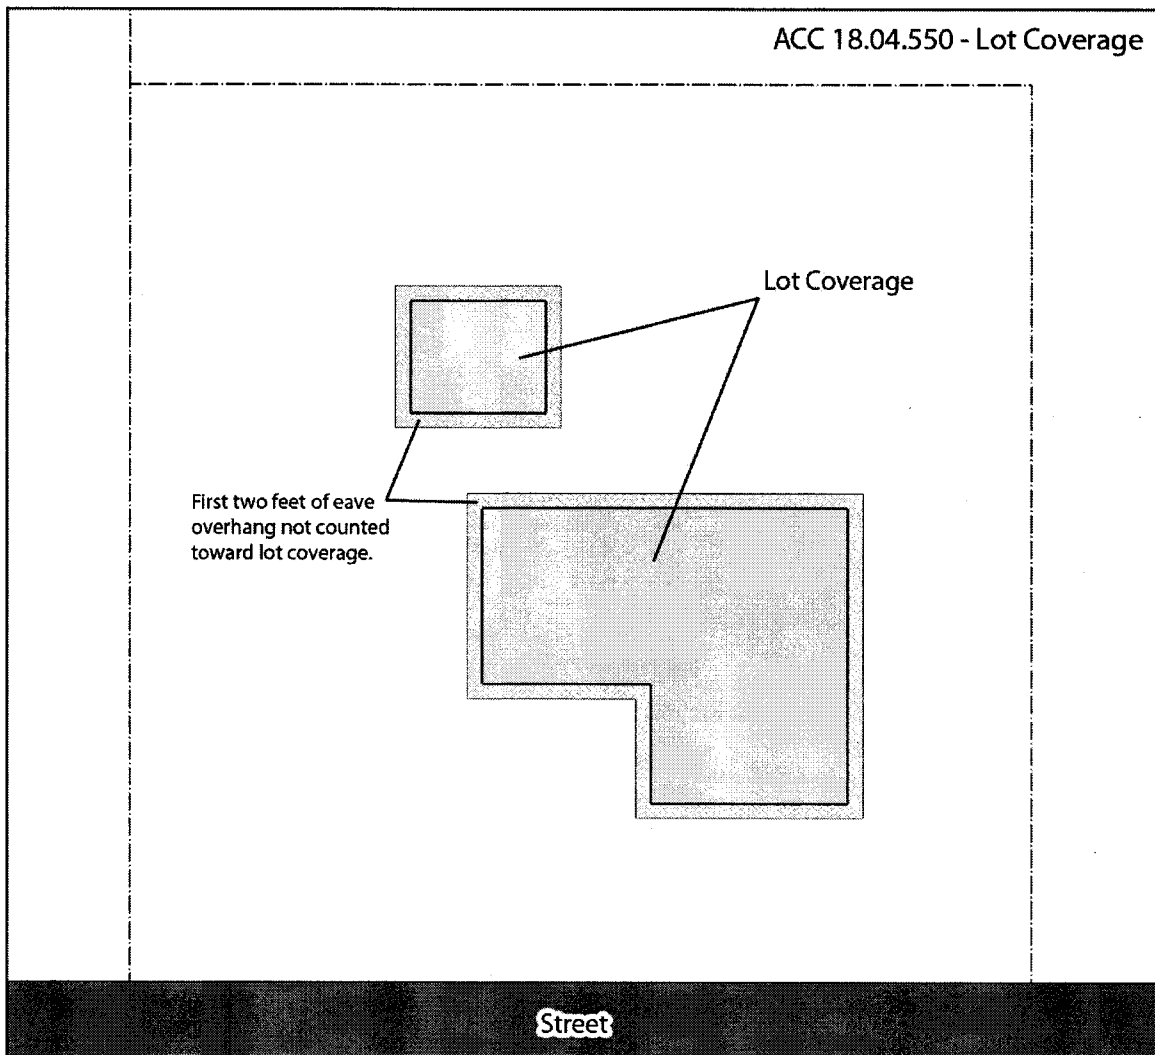 ACC 18.04.550 - Lot Coverage
Lot Coverage
First two feet of eave
overhang not counted
toward lot coverage.
Street